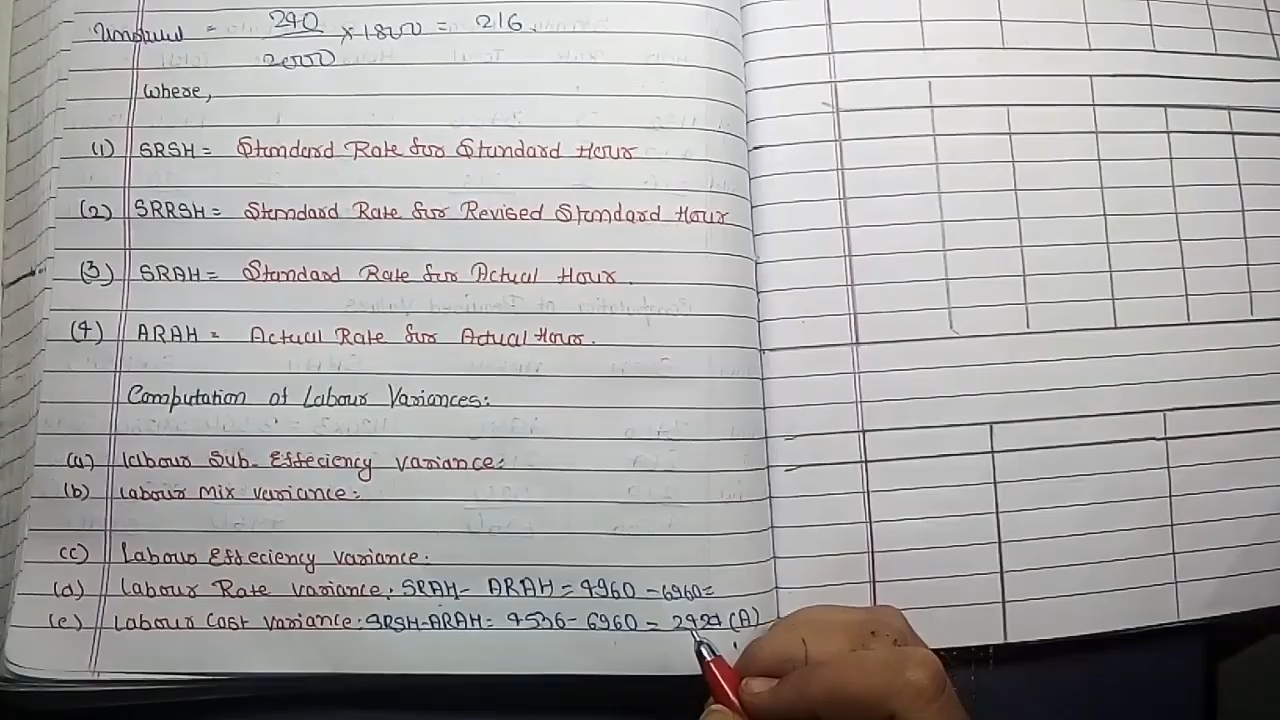 Unskilled = 240/2000 × 1800 = 216.
where,
(1) SRSH = Standard Rate for Standard Hour
(2) SRRSH = Standard Rate for Revised Standard Hour
(3) SRAH = Standard Rate for Actual Hour.
(4) ARAH = Actual Rate for Actual Hour.
Computation of Labour Variances:
(a) Labour Sub-Effeciency variance:
(b) Labour mix variance:
(c) Labour Effeciency variance:
(d) Labour Rate variance: SRAH - ARAH = 4960 - 6960 =
(e) Labour Cost variance: SRSH - ARAH = 4536 - 6960 = 2424 (A)